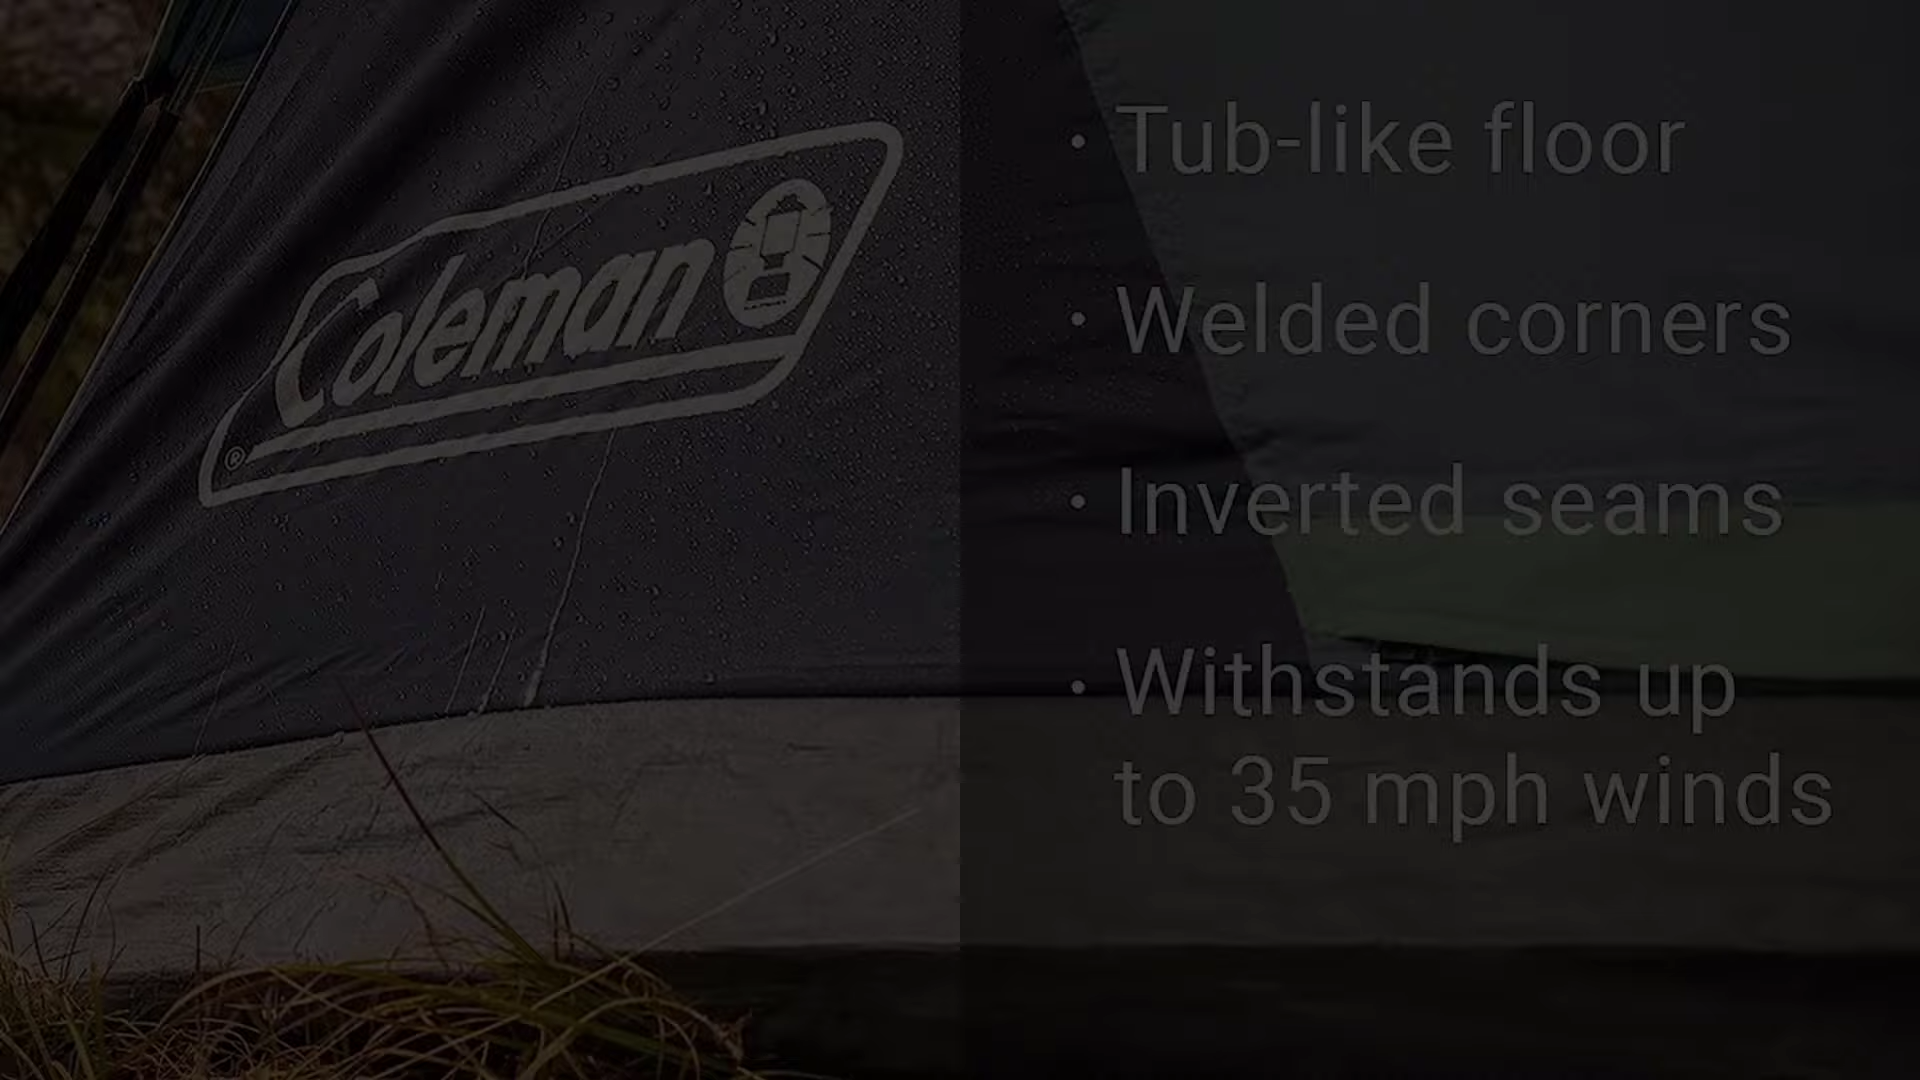 Coleman
®
• Tub-like floor
• Welded corners
• Inverted seams
• Withstands up
to 35 mph winds